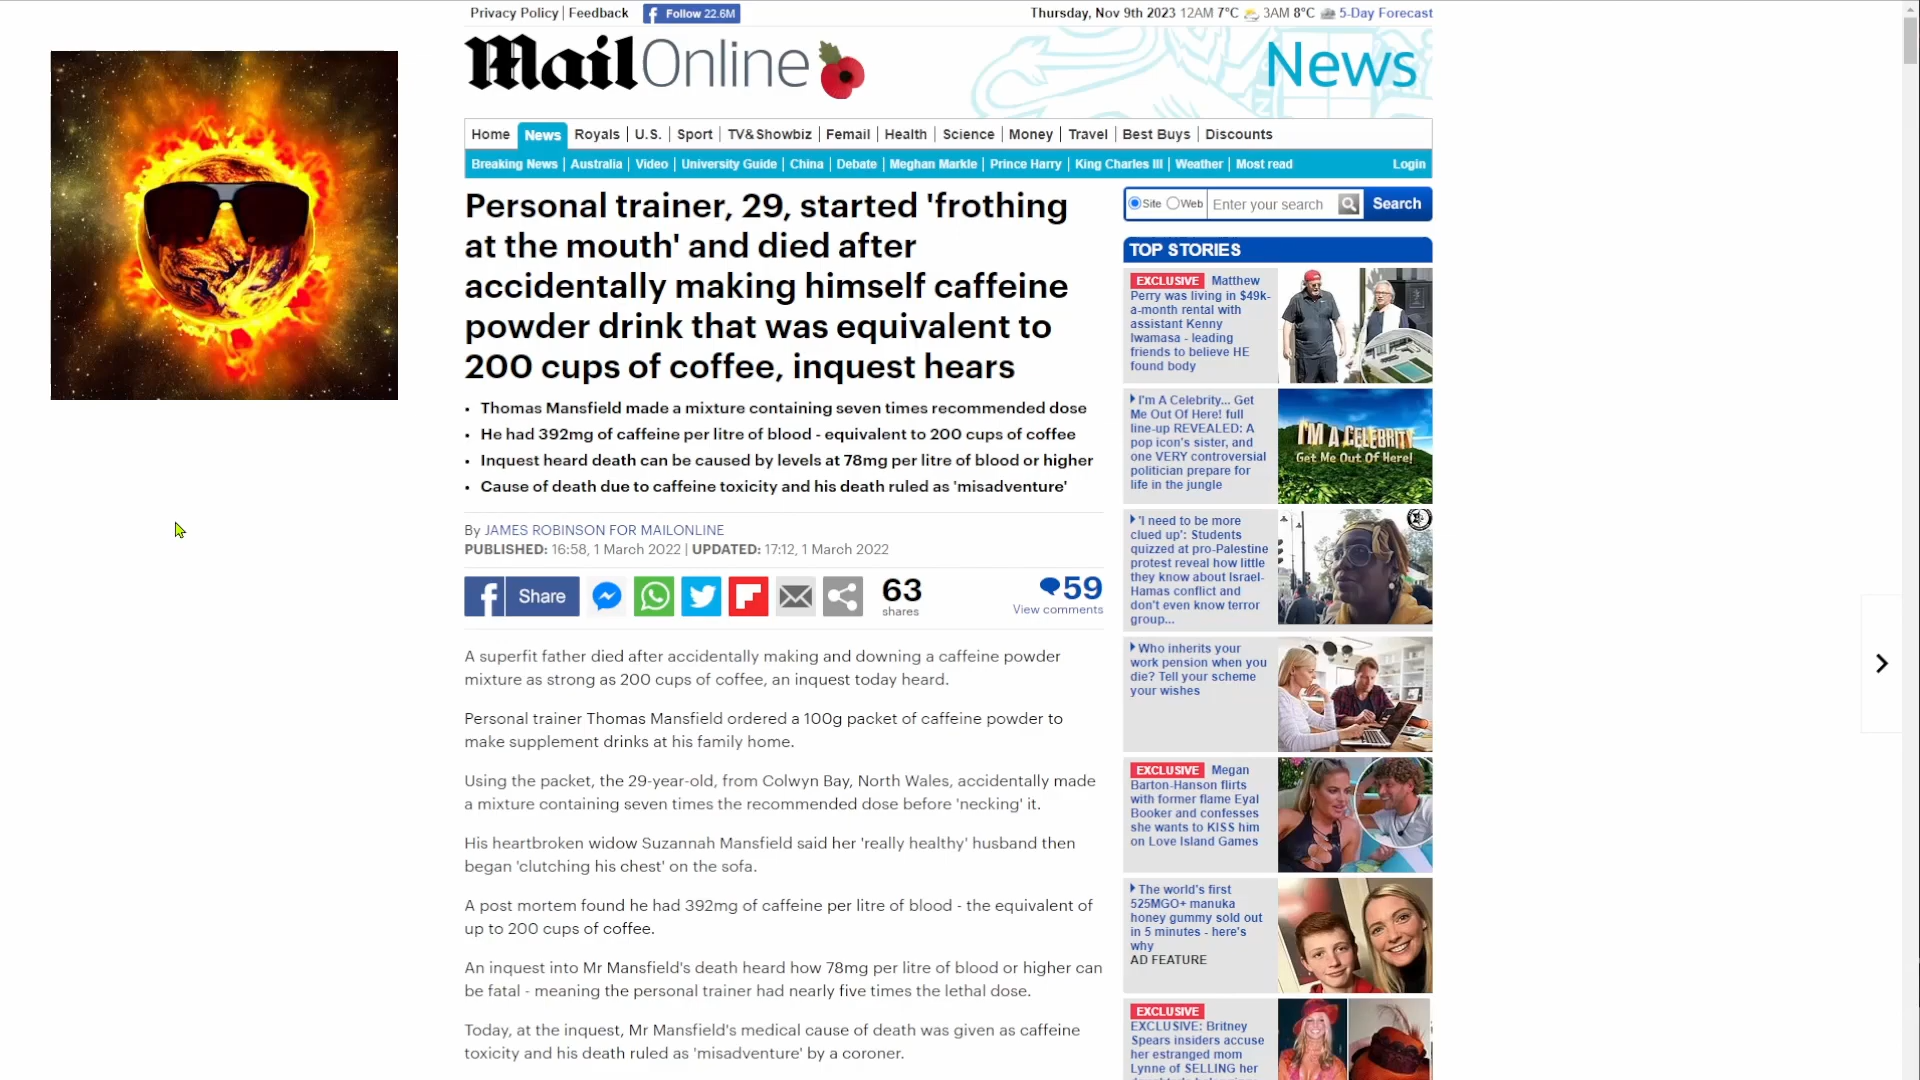 Privacy Policy | Feedback
Follow 22.6M
Thursday, Nov 9th 2023 12AM 7°C 3AM 8°C 5-Day Forecast
Mail Online
News
Home News Royals U.S. Sport TV&Showbiz Femail Health Science Money Travel Best Buys Discounts
Breaking News Australia Video University Guide China Debate Meghan Markle Prince Harry King Charles III Weather Most read Login
Personal trainer, 29, started 'frothing
at the mouth' and died after
accidentally making himself caffeine
powder drink that was equivalent to
200 cups of coffee, inquest hears
• Thomas Mansfield made a mixture containing seven times recommended dose
• He had 392mg of caffeine per litre of blood - equivalent to 200 cups of coffee
• Inquest heard death can be caused by levels at 78mg per litre of blood or higher
• Cause of death due to caffeine toxicity and his death ruled as 'misadventure'
By JAMES ROBINSON FOR MAILONLINE
PUBLISHED: 16:58, 1 March 2022 | UPDATED: 17:12, 1 March 2022
Share
63
shares
59
View comments
A superfit father died after accidentally making and downing a caffeine powder
mixture as strong as 200 cups of coffee, an inquest today heard.
Personal trainer Thomas Mansfield ordered a 100g packet of caffeine powder to
make supplement drinks at his family home.
Using the packet, the 29-year-old, from Colwyn Bay, North Wales, accidentally made
a mixture containing seven times the recommended dose before 'necking' it.
His heartbroken widow Suzannah Mansfield said her 'really healthy' husband then
began 'clutching his chest' on the sofa.
A post mortem found he had 392mg of caffeine per litre of blood - the equivalent of
up to 200 cups of coffee.
An inquest into Mr Mansfield's death heard how 78mg per litre of blood or higher can
be fatal - meaning the personal trainer had nearly five times the lethal dose.
Today, at the inquest, Mr Mansfield's medical cause of death was given as caffeine
toxicity and his death ruled as 'misadventure' by a coroner.
Site Web Enter your search Search
TOP STORIES
EXCLUSIVE Matthew
Perry was living in $49k-
a-month rental with
assistant Kenny
Iwamasa - leading
friends to believe HE
found body
I'm A Celebrity... Get
Me Out Of Here! full
line-up REVEALED: A
pop icon's sister, and
one VERY controversial
politician prepare for
life in the jungle
I'M A CELEBRITY
Get Me Out Of Here!
'I need to be more
clued up': Students
quizzed at pro-Palestine
protest reveal how little
they know about Israel-
Hamas conflict and
don't even know terror
group...
Who inherits your
work pension when you
die? Tell your scheme
your wishes
EXCLUSIVE Megan
Barton-Hanson flirts
with former flame Eyal
Booker and confesses
she wants to KISS him
on Love Island Games
The world's first
525MGO+ manuka
honey gummy sold out
in 5 minutes - here's
why
AD FEATURE
EXCLUSIVE
EXCLUSIVE: Britney
Spears insiders accuse
her estranged mom
Lynne of SELLING her